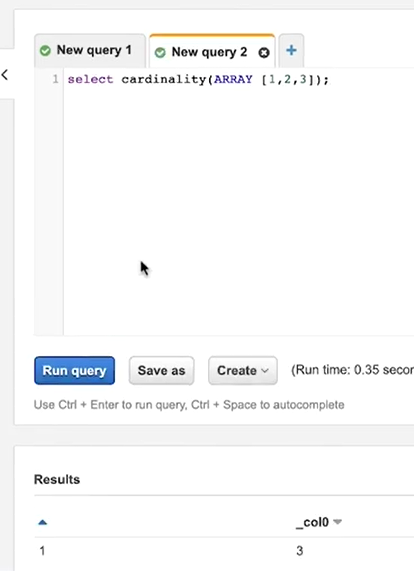 New query 1
New query 2
+
1 select cardinality(ARRAY [1,2,3]);
Run query
Save as
Create
(Run time: 0.35 secor
Use Ctrl + Enter to run query, Ctrl + Space to autocomplete
Results
_col0
1 3